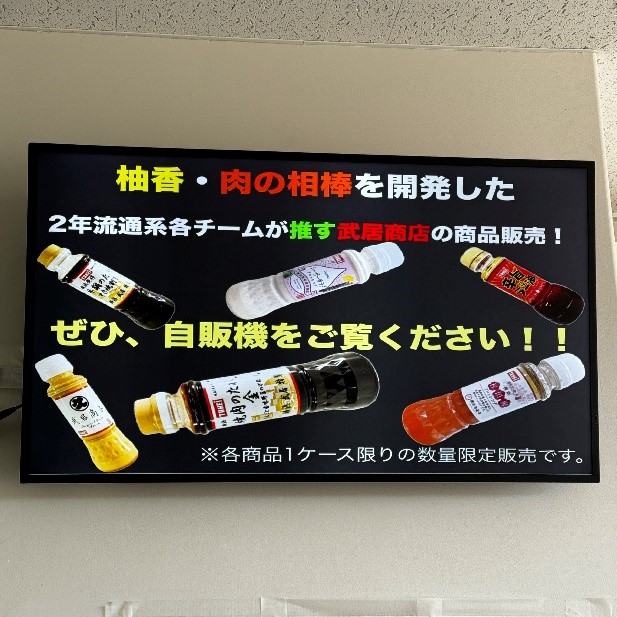 柚香・肉の相棒を開発した
2年流通系各チームが推す武居商店の商品販売！
ぜひ、自販機をご覧ください！！
※各商品1ケース限りの数量限定販売です。